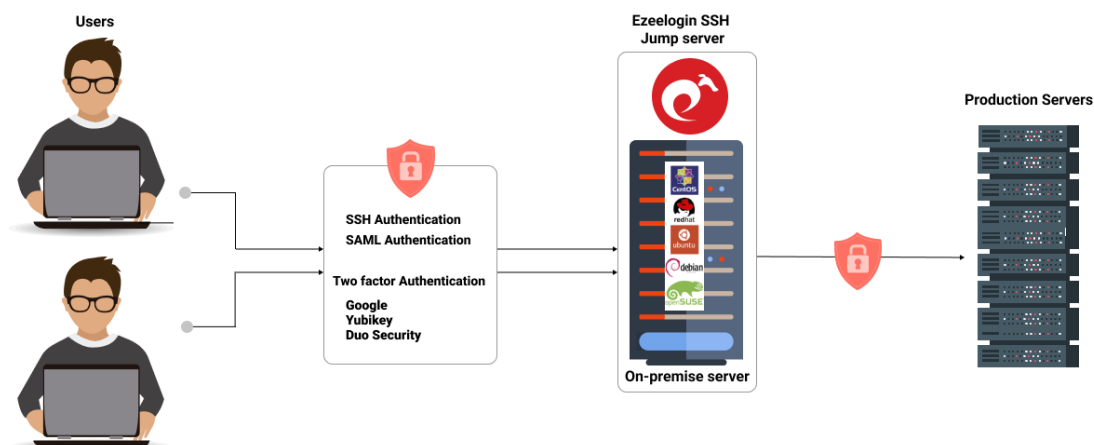 Users
Ezeelogin SSH
Jump server
Production Servers
SSH Authentication
SAML Authentication
Two factor Authentication
Google
Yubikey
Duo Security
CentOS
redhat
ubuntu
debian
openSUSE
On-premise server